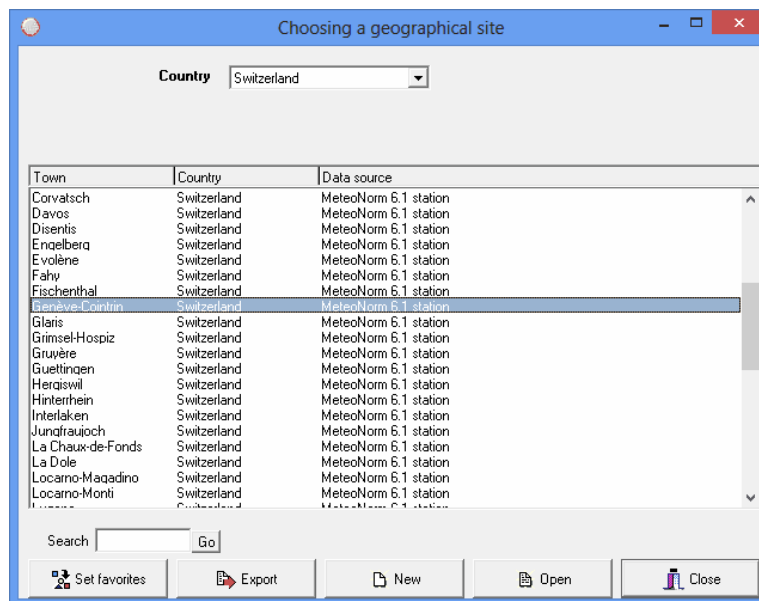 Choosing a geographical site
Country Switzerland
Town Country Data source
Corvatsch Switzerland MeteoNorm 6.1 station
Davos Switzerland MeteoNorm 6.1 station
Disentis Switzerland MeteoNorm 6.1 station
Engelberg Switzerland MeteoNorm 6.1 station
Evolène Switzerland MeteoNorm 6.1 station
Fahy Switzerland MeteoNorm 6.1 station
Fischenthal Switzerland MeteoNorm 6.1 station
Genève-Cointrin Switzerland MeteoNorm 6.1 station
Glaris Switzerland MeteoNorm 6.1 station
Grimsel-Hospiz Switzerland MeteoNorm 6.1 station
Gruyère Switzerland MeteoNorm 6.1 station
Guettingen Switzerland MeteoNorm 6.1 station
Hergiswil Switzerland MeteoNorm 6.1 station
Hinterrhein Switzerland MeteoNorm 6.1 station
Interlaken Switzerland MeteoNorm 6.1 station
Jungfraujoch Switzerland MeteoNorm 6.1 station
La Chaux-de-Fonds Switzerland MeteoNorm 6.1 station
La Dole Switzerland MeteoNorm 6.1 station
Locarno-Magadino Switzerland MeteoNorm 6.1 station
Locarno-Monti Switzerland MeteoNorm 6.1 station
Search Go
Set favorites Export New Open Close